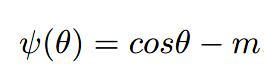 ψ(θ) = cosθ − m